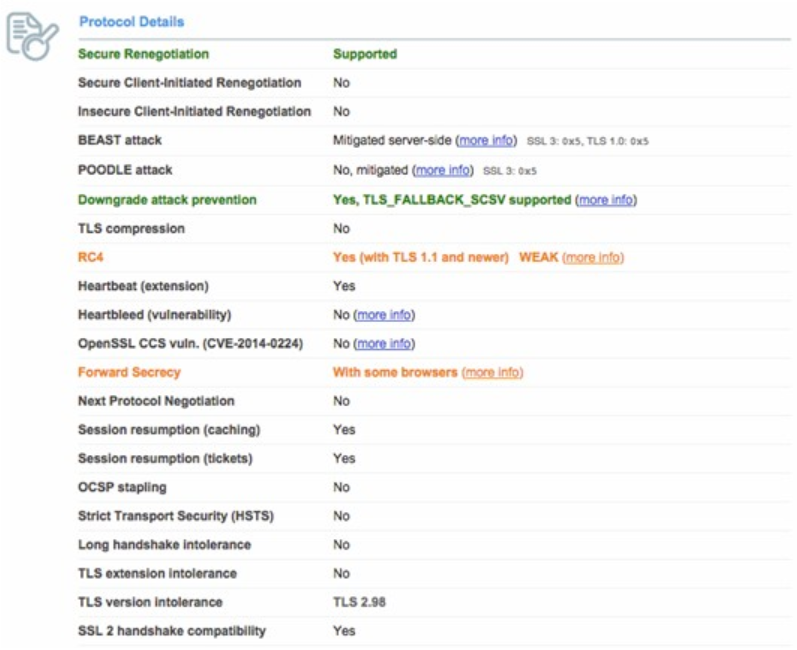 Protocol Details
Secure Renegotiation Supported
Secure Client-Initiated Renegotiation No
Insecure Client-Initiated Renegotiation No
BEAST attack Mitigated server-side (more info) SSL 3: 0x5, TLS 1.0: 0x5
POODLE attack No, mitigated (more info) SSL 3: 0x5
Downgrade attack prevention Yes, TLS_FALLBACK_SCSV supported (more info)
TLS compression No
RC4 Yes (with TLS 1.1 and newer) WEAK (more info)
Heartbeat (extension) Yes
Heartbleed (vulnerability) No (more info)
OpenSSL CCS vuln. (CVE-2014-0224) No (more info)
Forward Secrecy With some browsers (more info)
Next Protocol Negotiation No
Session resumption (caching) Yes
Session resumption (tickets) Yes
OCSP stapling No
Strict Transport Security (HSTS) No
Long handshake intolerance No
TLS extension intolerance No
TLS version intolerance TLS 2.98
SSL 2 handshake compatibility Yes